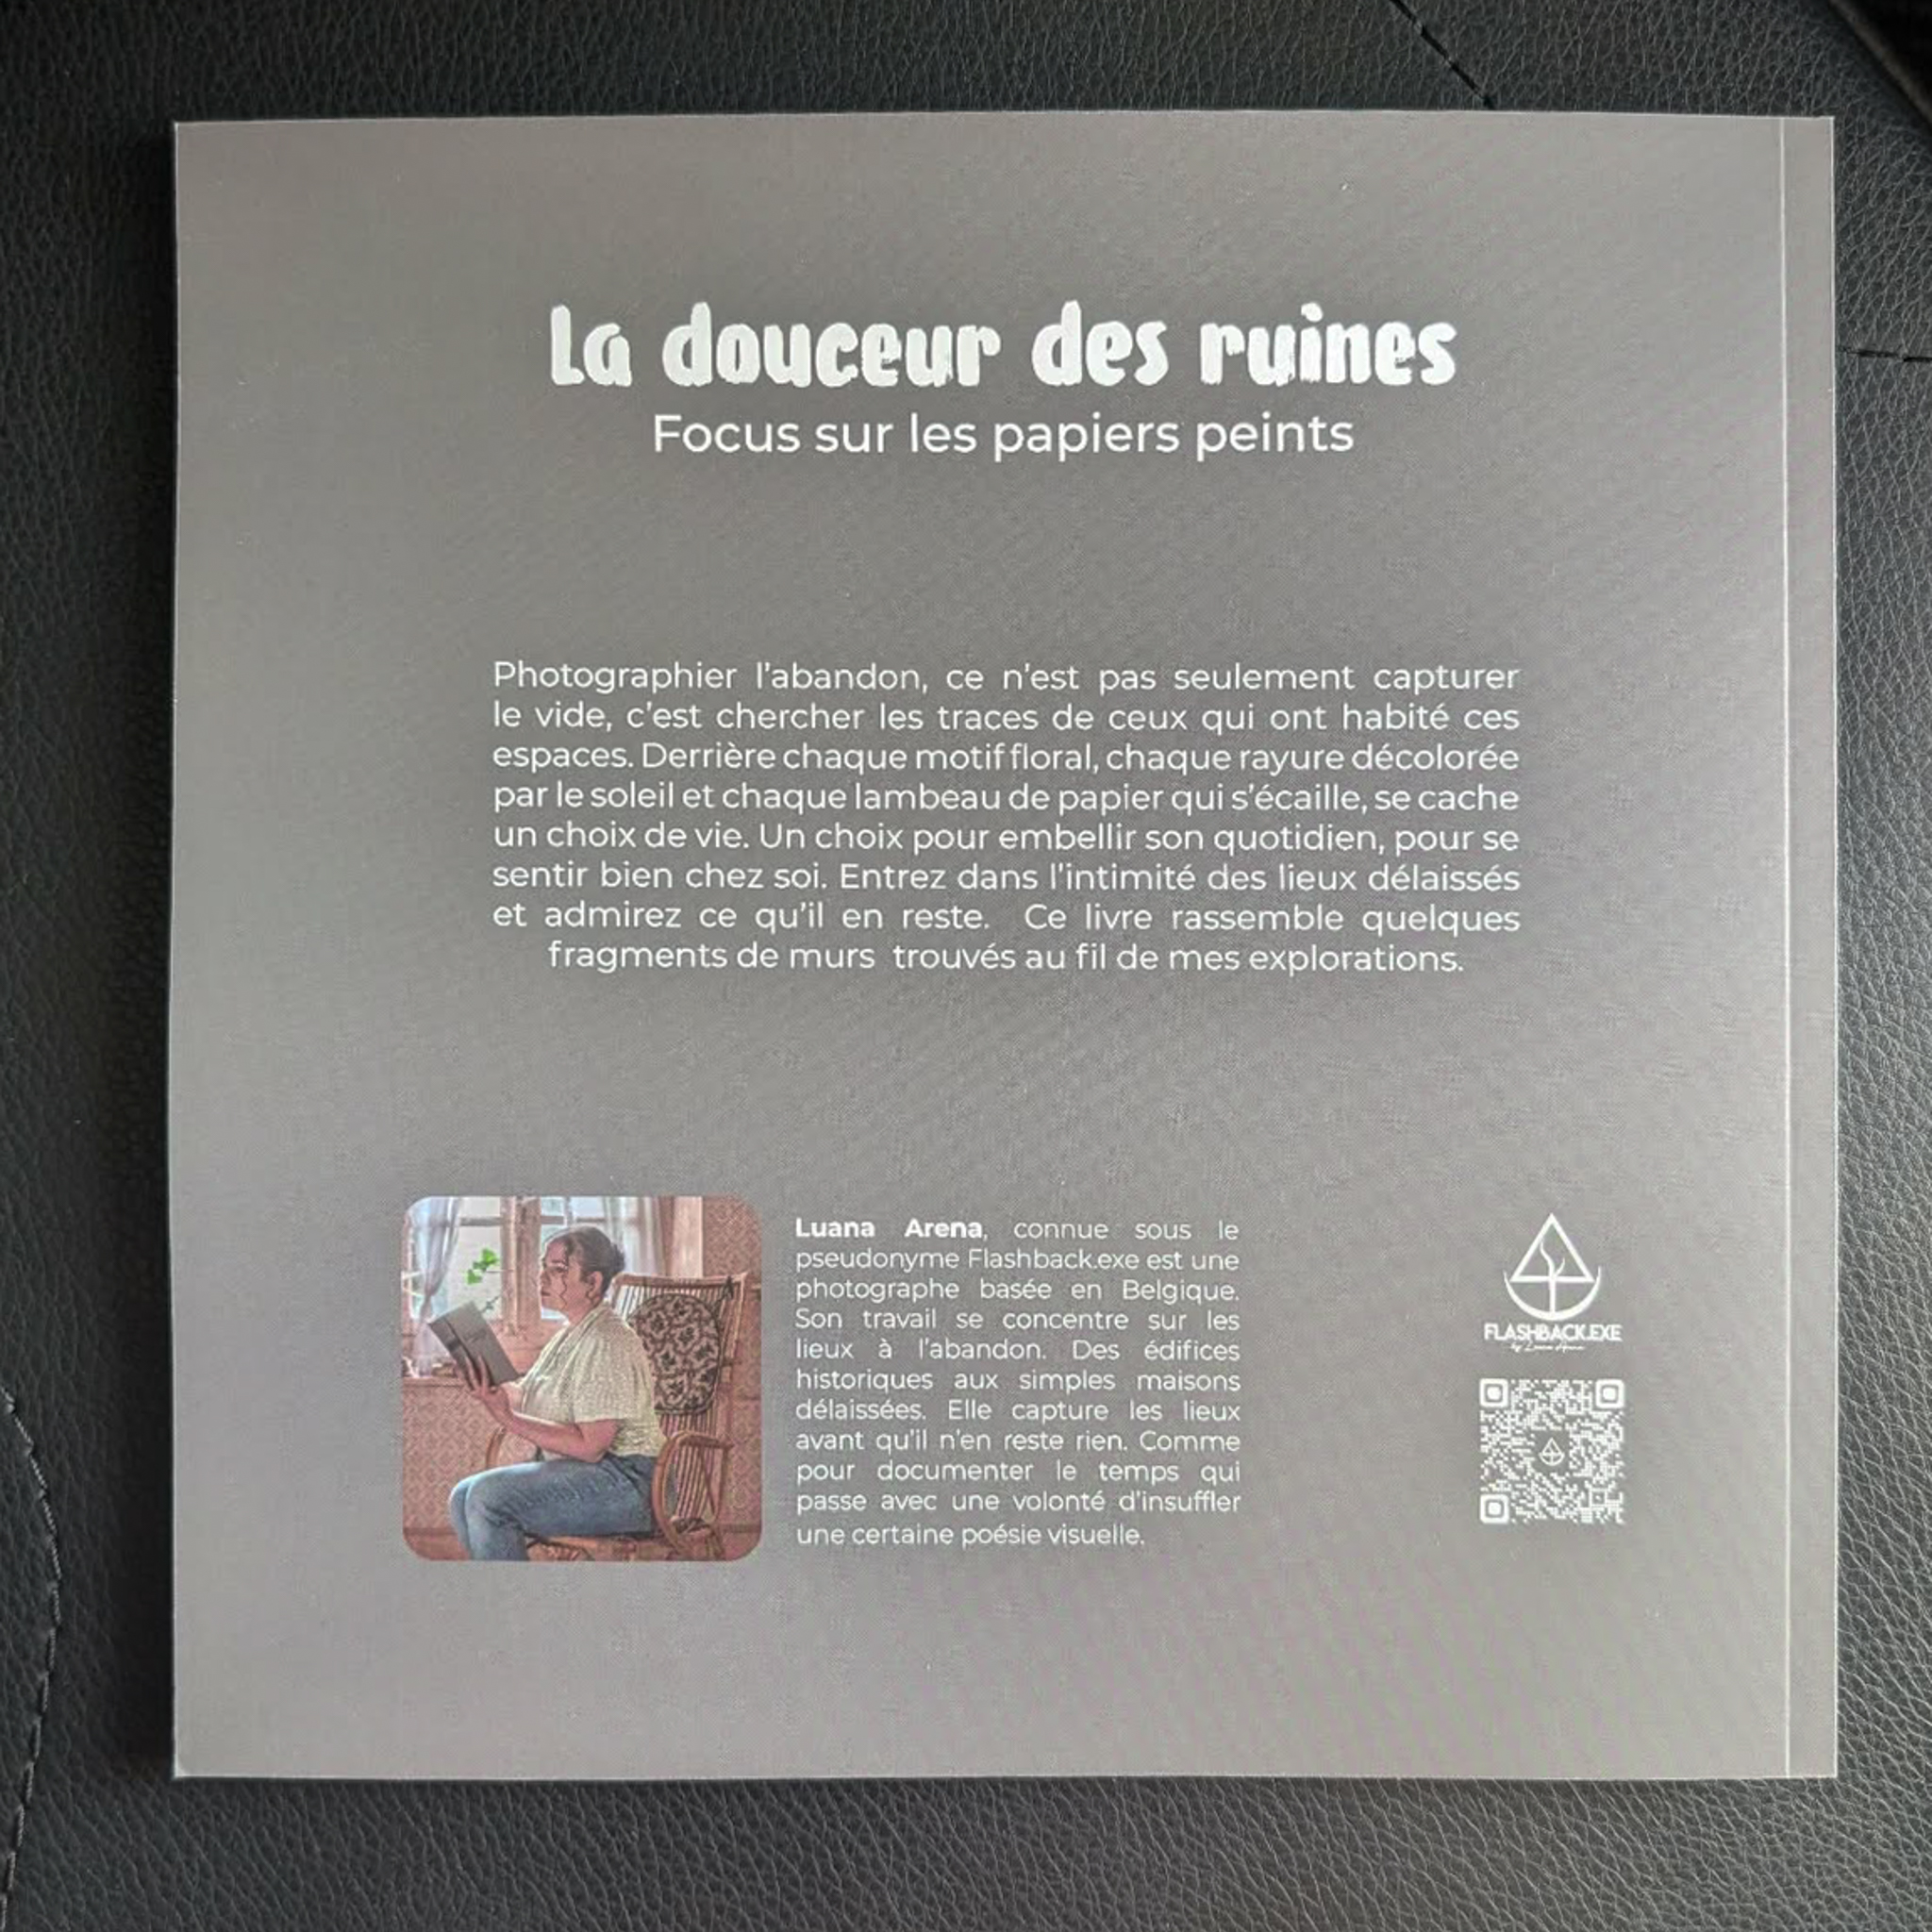 La douceur des ruines
Focus sur les papiers peints
Photographier l'abandon, ce n'est pas seulement capturer
le vide, c'est chercher les traces de ceux qui ont habité ces
espaces. Derrière chaque motif floral, chaque rayure décolorée
par le soleil et chaque lambeau de papier qui s'écaille, se cache
un choix de vie. Un choix pour embellir son quotidien, pour se
sentir bien chez soi. Entrez dans l'intimité des lieux délaissés
et admirez ce qu'il en reste. Ce livre rassemble quelques
fragments de murs trouvés au fil de mes explorations.
Luana Arena, connue sous le
pseudonyme Flashback.exe est une
photographe basée en Belgique.
Son travail se concentre sur les
lieux à l'abandon. Des édifices
historiques aux simples maisons
délaissées. Elle capture les lieux
avant qu'il n'en reste rien. Comme
pour documenter le temps qui
passe avec une volonté d'insuffler
une certaine poésie visuelle.
FLASHBACK.EXE
by Luana Arena